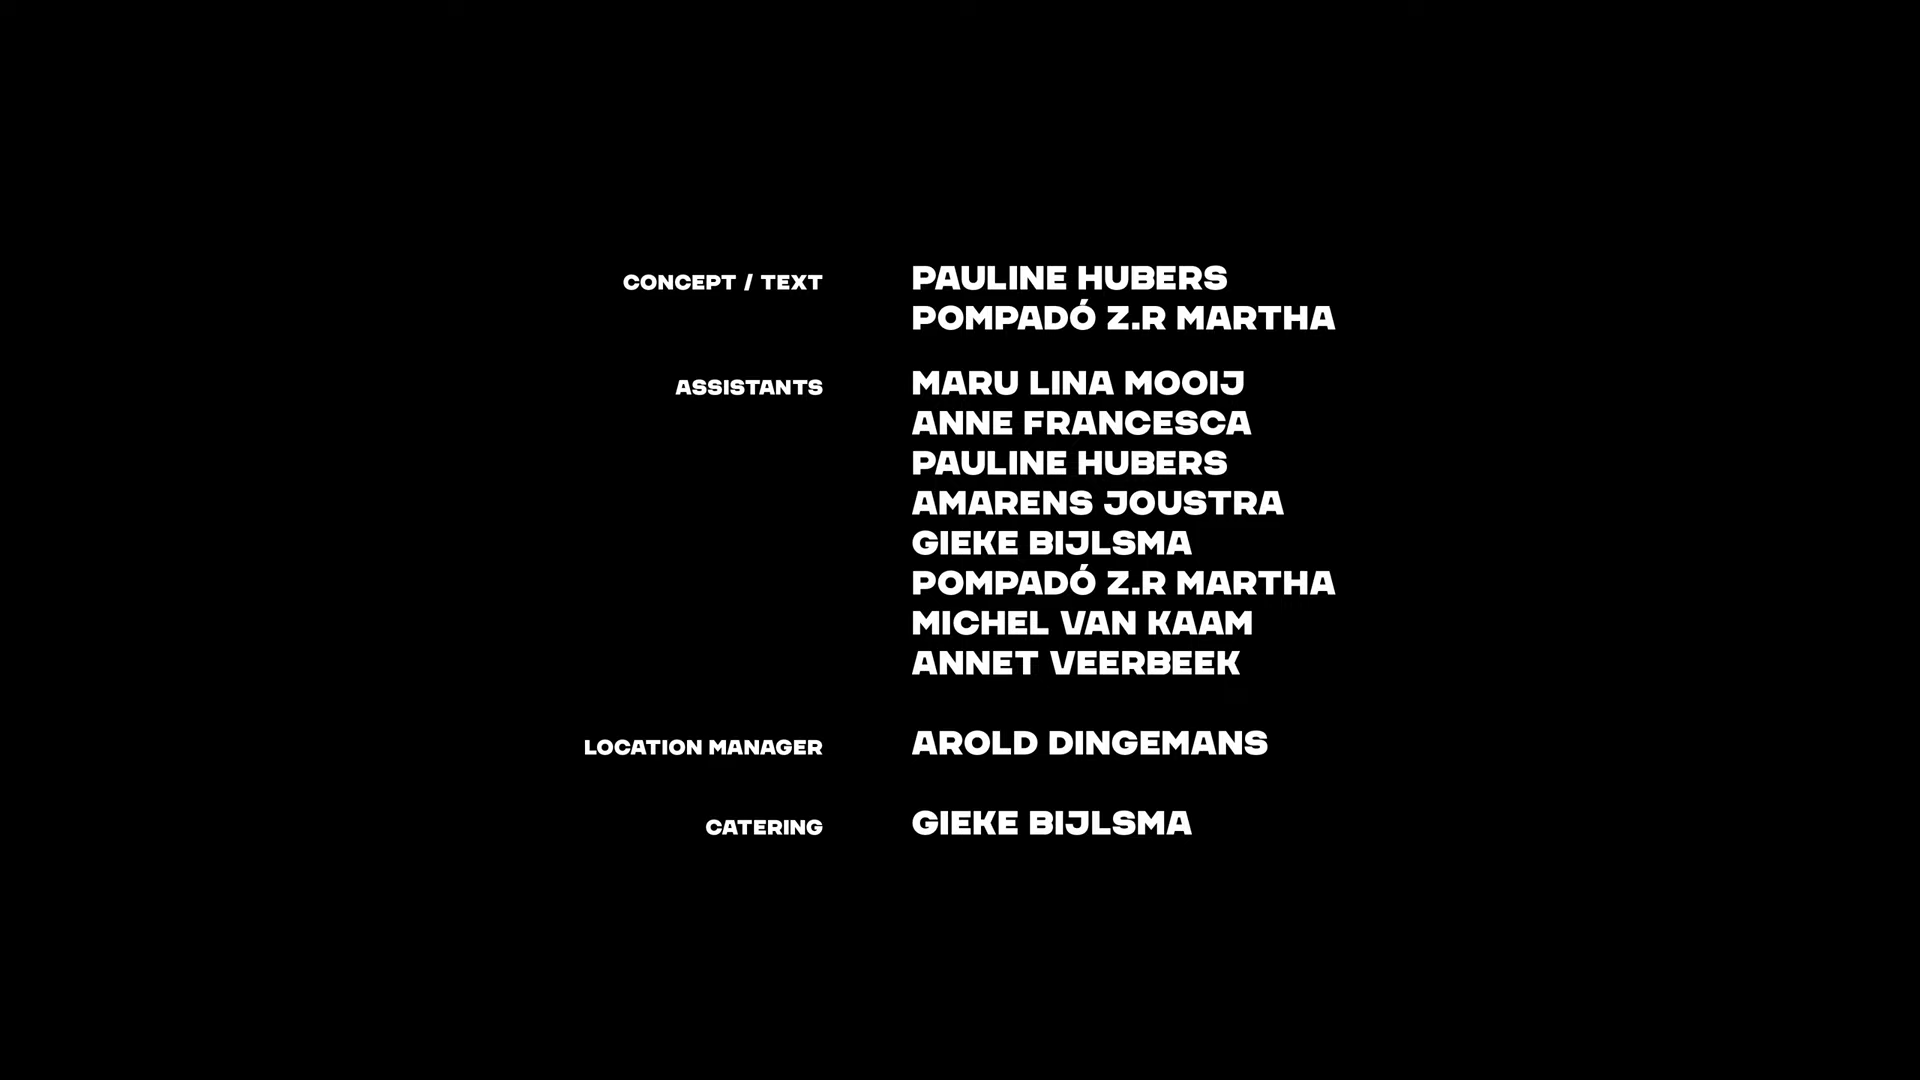 CONCEPT / TEXT PAULINE HUBERS
POMPADÓ Z.R MARTHA
ASSISTANTS MARU LINA MOOIJ
ANNE FRANCESCA
PAULINE HUBERS
AMARENS JOUSTRA
GIEKE BIJLSMA
POMPADÓ Z.R MARTHA
MICHEL VAN KAAM
ANNET VEERBEEK
LOCATION MANAGER AROLD DINGEMANS
CATERING GIEKE BIJLSMA